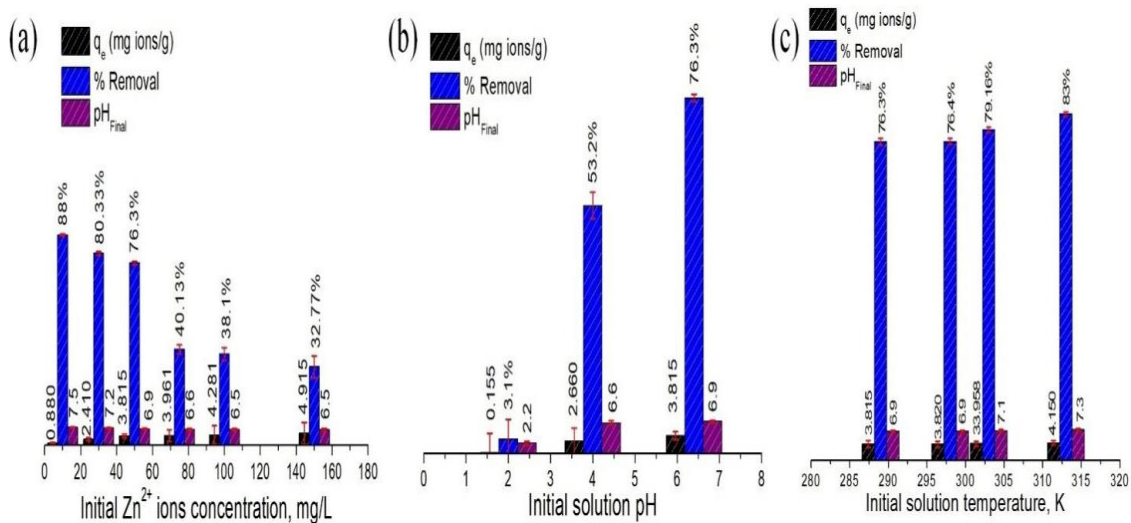 (a)
qe (mg ions/g)
% Removal
pHFinal
0.880
88%
7.5
2.410
80.33%
7.2
3.815
76.3%
6.9
3.961
40.13%
6.6
4.281
38.1%
6.5
4.915
32.77%
6.5
0 20 40 60 80 100 120 140 160 180
Initial Zn2+ ions concentration, mg/L
(b)
qe (mg ions/g)
% Removal
pHFinal
0.155
3.1%
2.2
2.660
53.2%
6.6
3.815
76.3%
6.9
0 1 2 3 4 5 6 7 8
Initial solution pH
(c)
qe (mg ions/g)
% Removal
pHFinal
3.815
76.3%
6.9
3.820
76.4%
6.9
33.958
79.16%
7.1
4.150
83%
7.3
280 285 290 295 300 305 310 315 320
Initial solution temperature, K